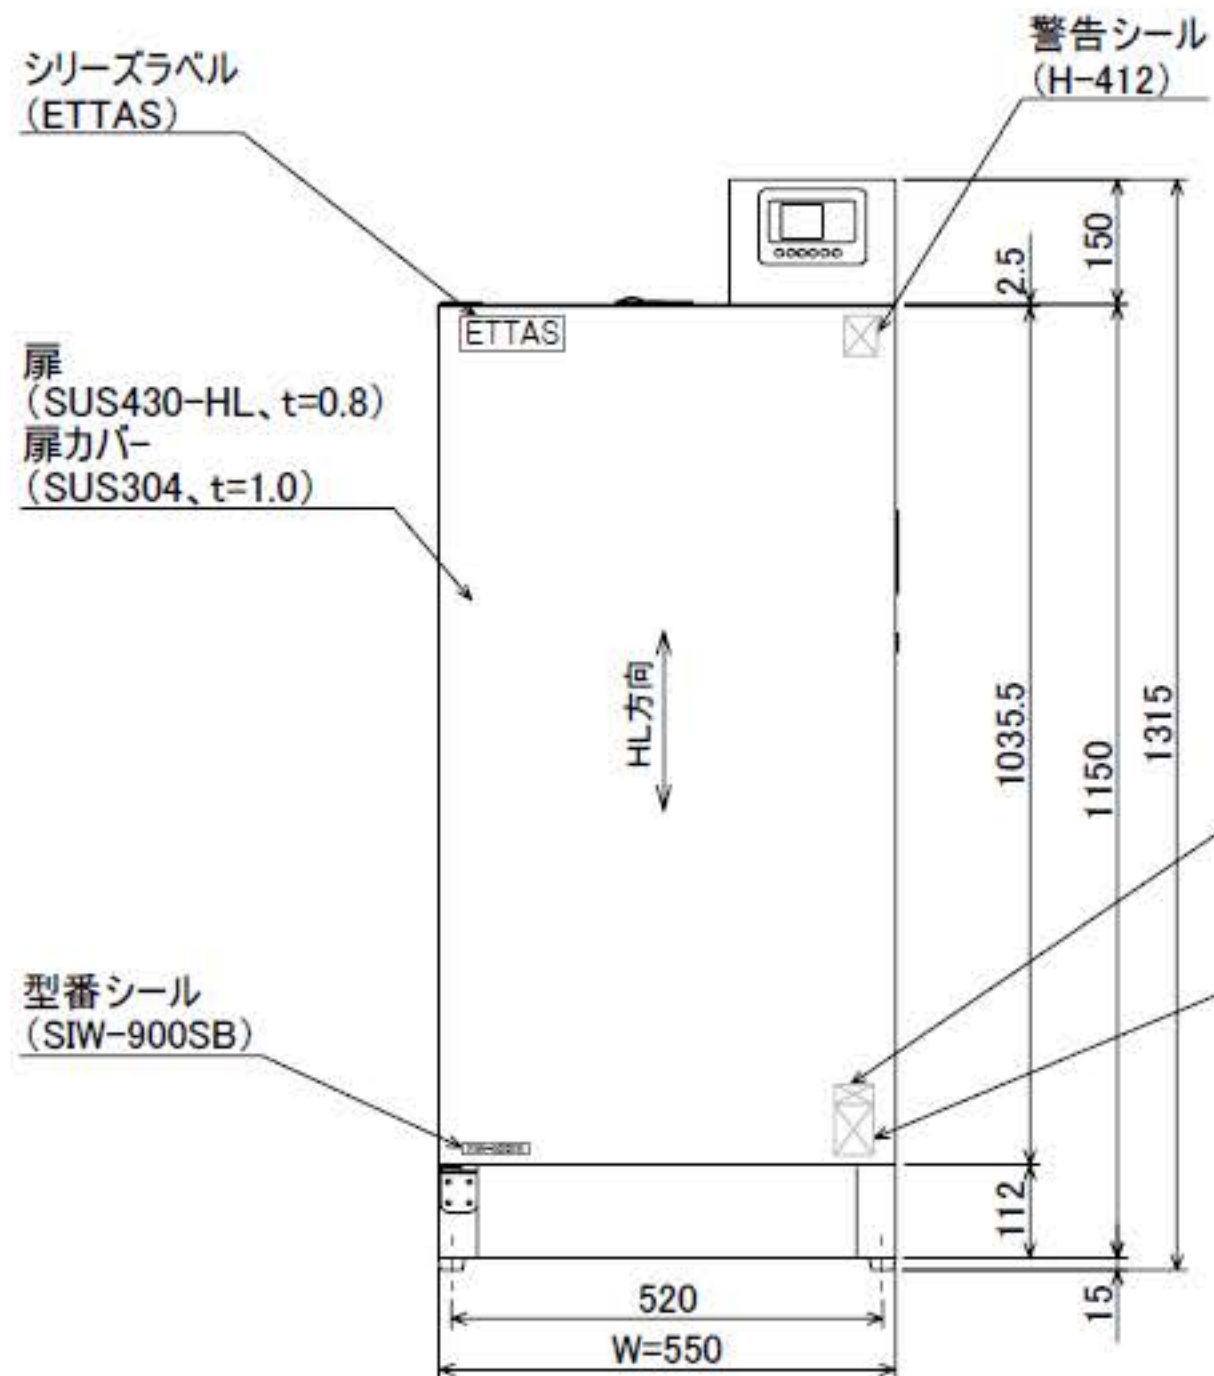 シリーズラベル
(ETTAS)
警告シール
(H-412)
150
2.5
ETTAS
扉
(SUS430-HL、t=0.8)
扉カバー
(SUS304、t=1.0)
HL方向
1035.5
1150
1315
型番シール
(SIW-900SB)
112
15
520
W=550